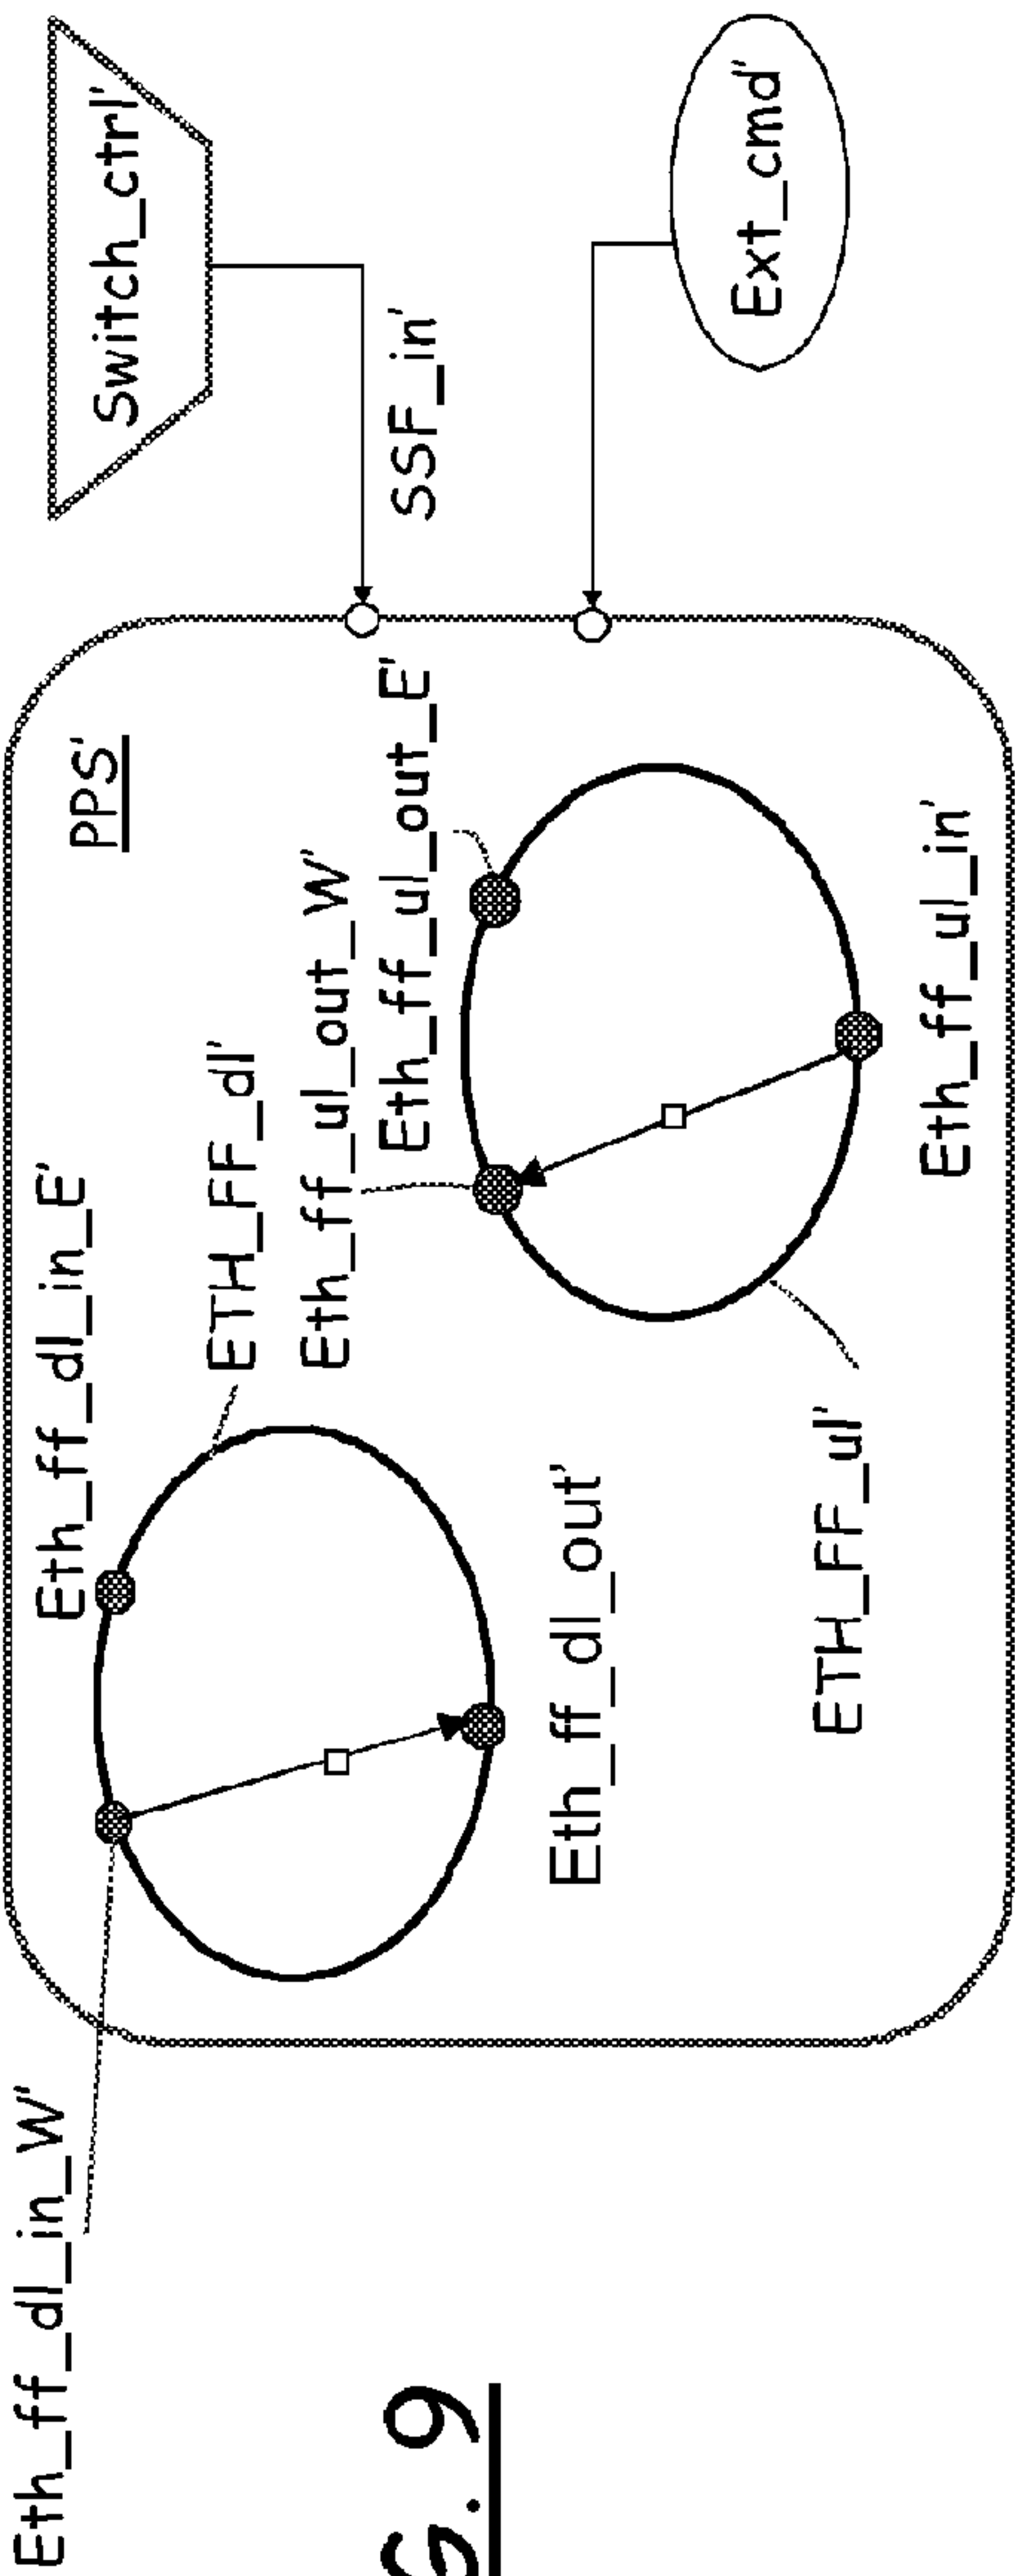 Eth_ff_dl_in_W'
Eth_ff_dl_in_E'
PPS'
Switch_ctrl'
ETH_FF_dl'
Eth_ff_ul_out_W'
Eth_ff_ul_out_E'
SSF_in'
Eth_ff_dl_out'
Ext_cmd'
ETH_FF_ul'
Eth_ff_ul_in'
G. 9